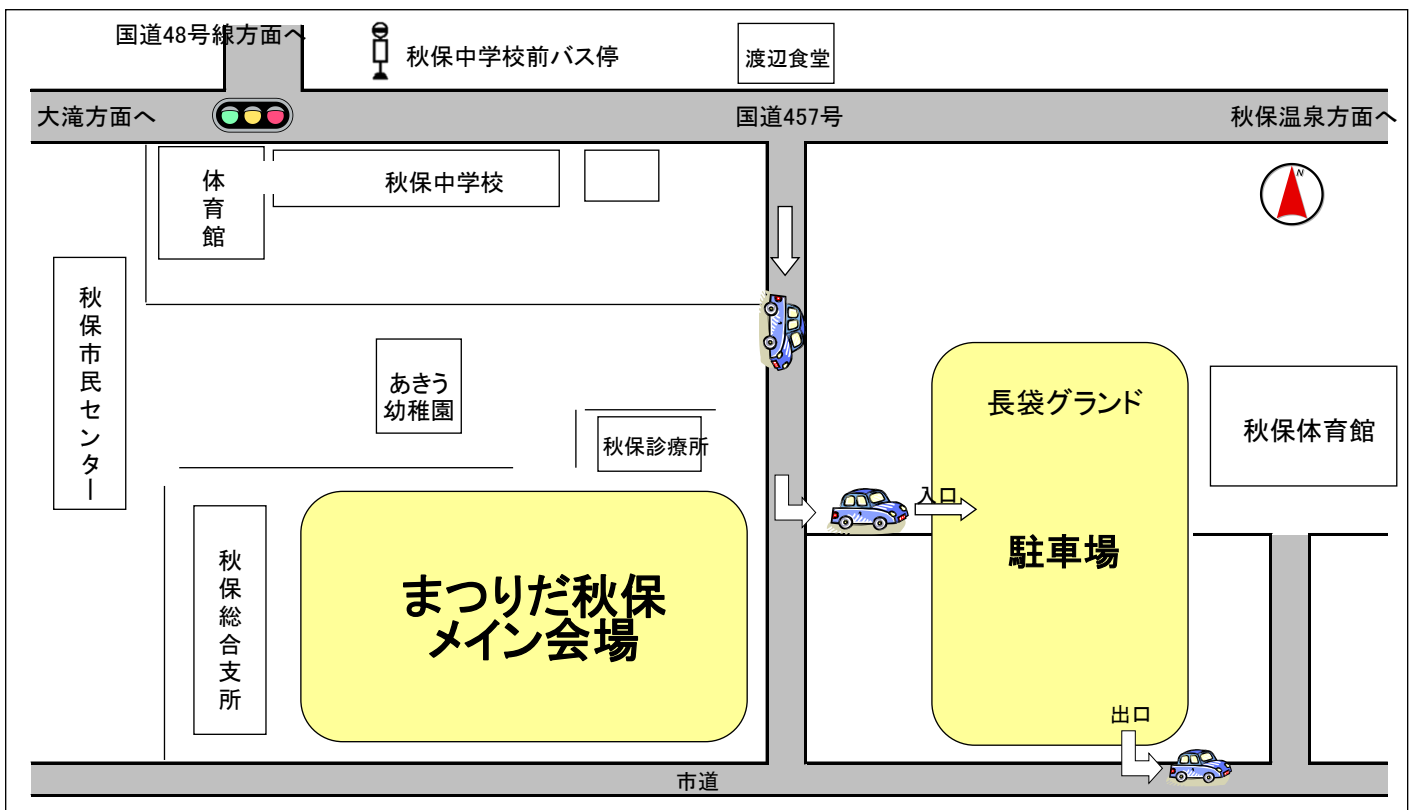 国道48号線方面へ
秋保中学校前バス停
渡辺食堂
大滝方面へ
国道457号
秋保温泉方面へ
体育館
秋保中学校
N
秋保市民センター
あきう
幼稚園
秋保診療所
長袋グランド
秋保体育館
入口
駐車場
秋保総合支所
まつりだ秋保
メイン会場
出口
市道